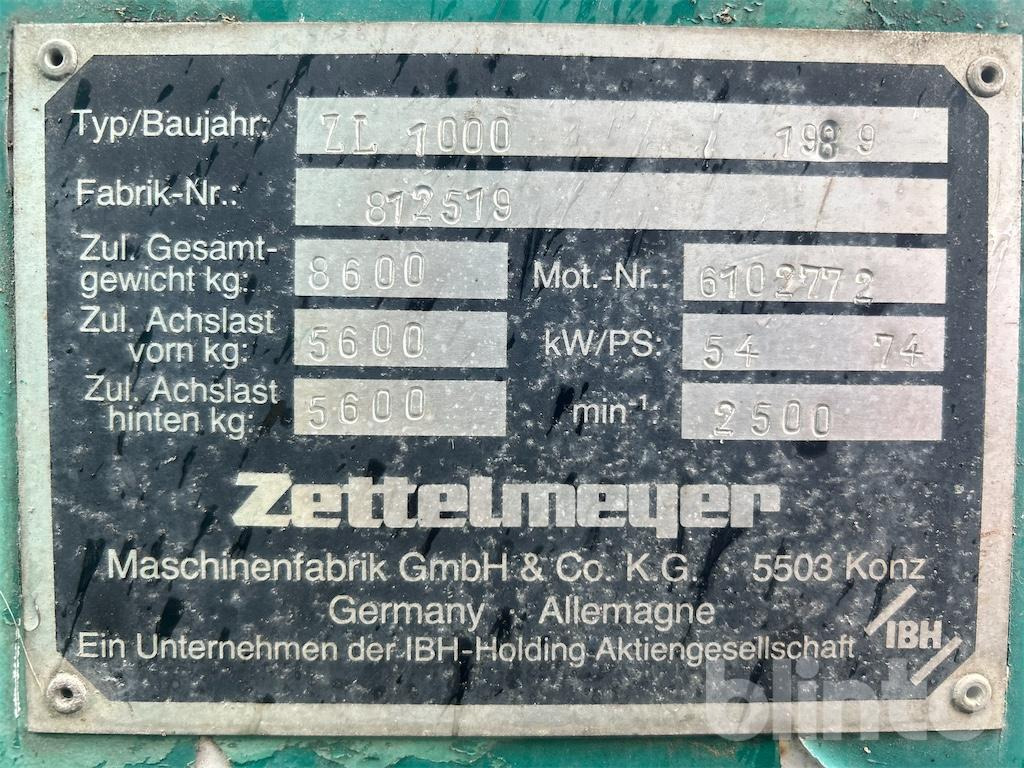 Typ/Baujahr: ZL 1000 1989
Fabrik-Nr.: 812519
Zul. Gesamt-
gewicht kg: 8600 Mot.-Nr.: 6102772
Zul. Achslast
vorn kg: 5600 kW/PS: 54 74
Zul. Achslast
hinten kg: 5600 min-1: 2500
Zettelmeyer
Maschinenfabrik GmbH & Co. K.G. · 5503 Konz
Germany · Allemagne
Ein Unternehmen der IBH-Holding Aktiengesellschaft
IBH
blinto